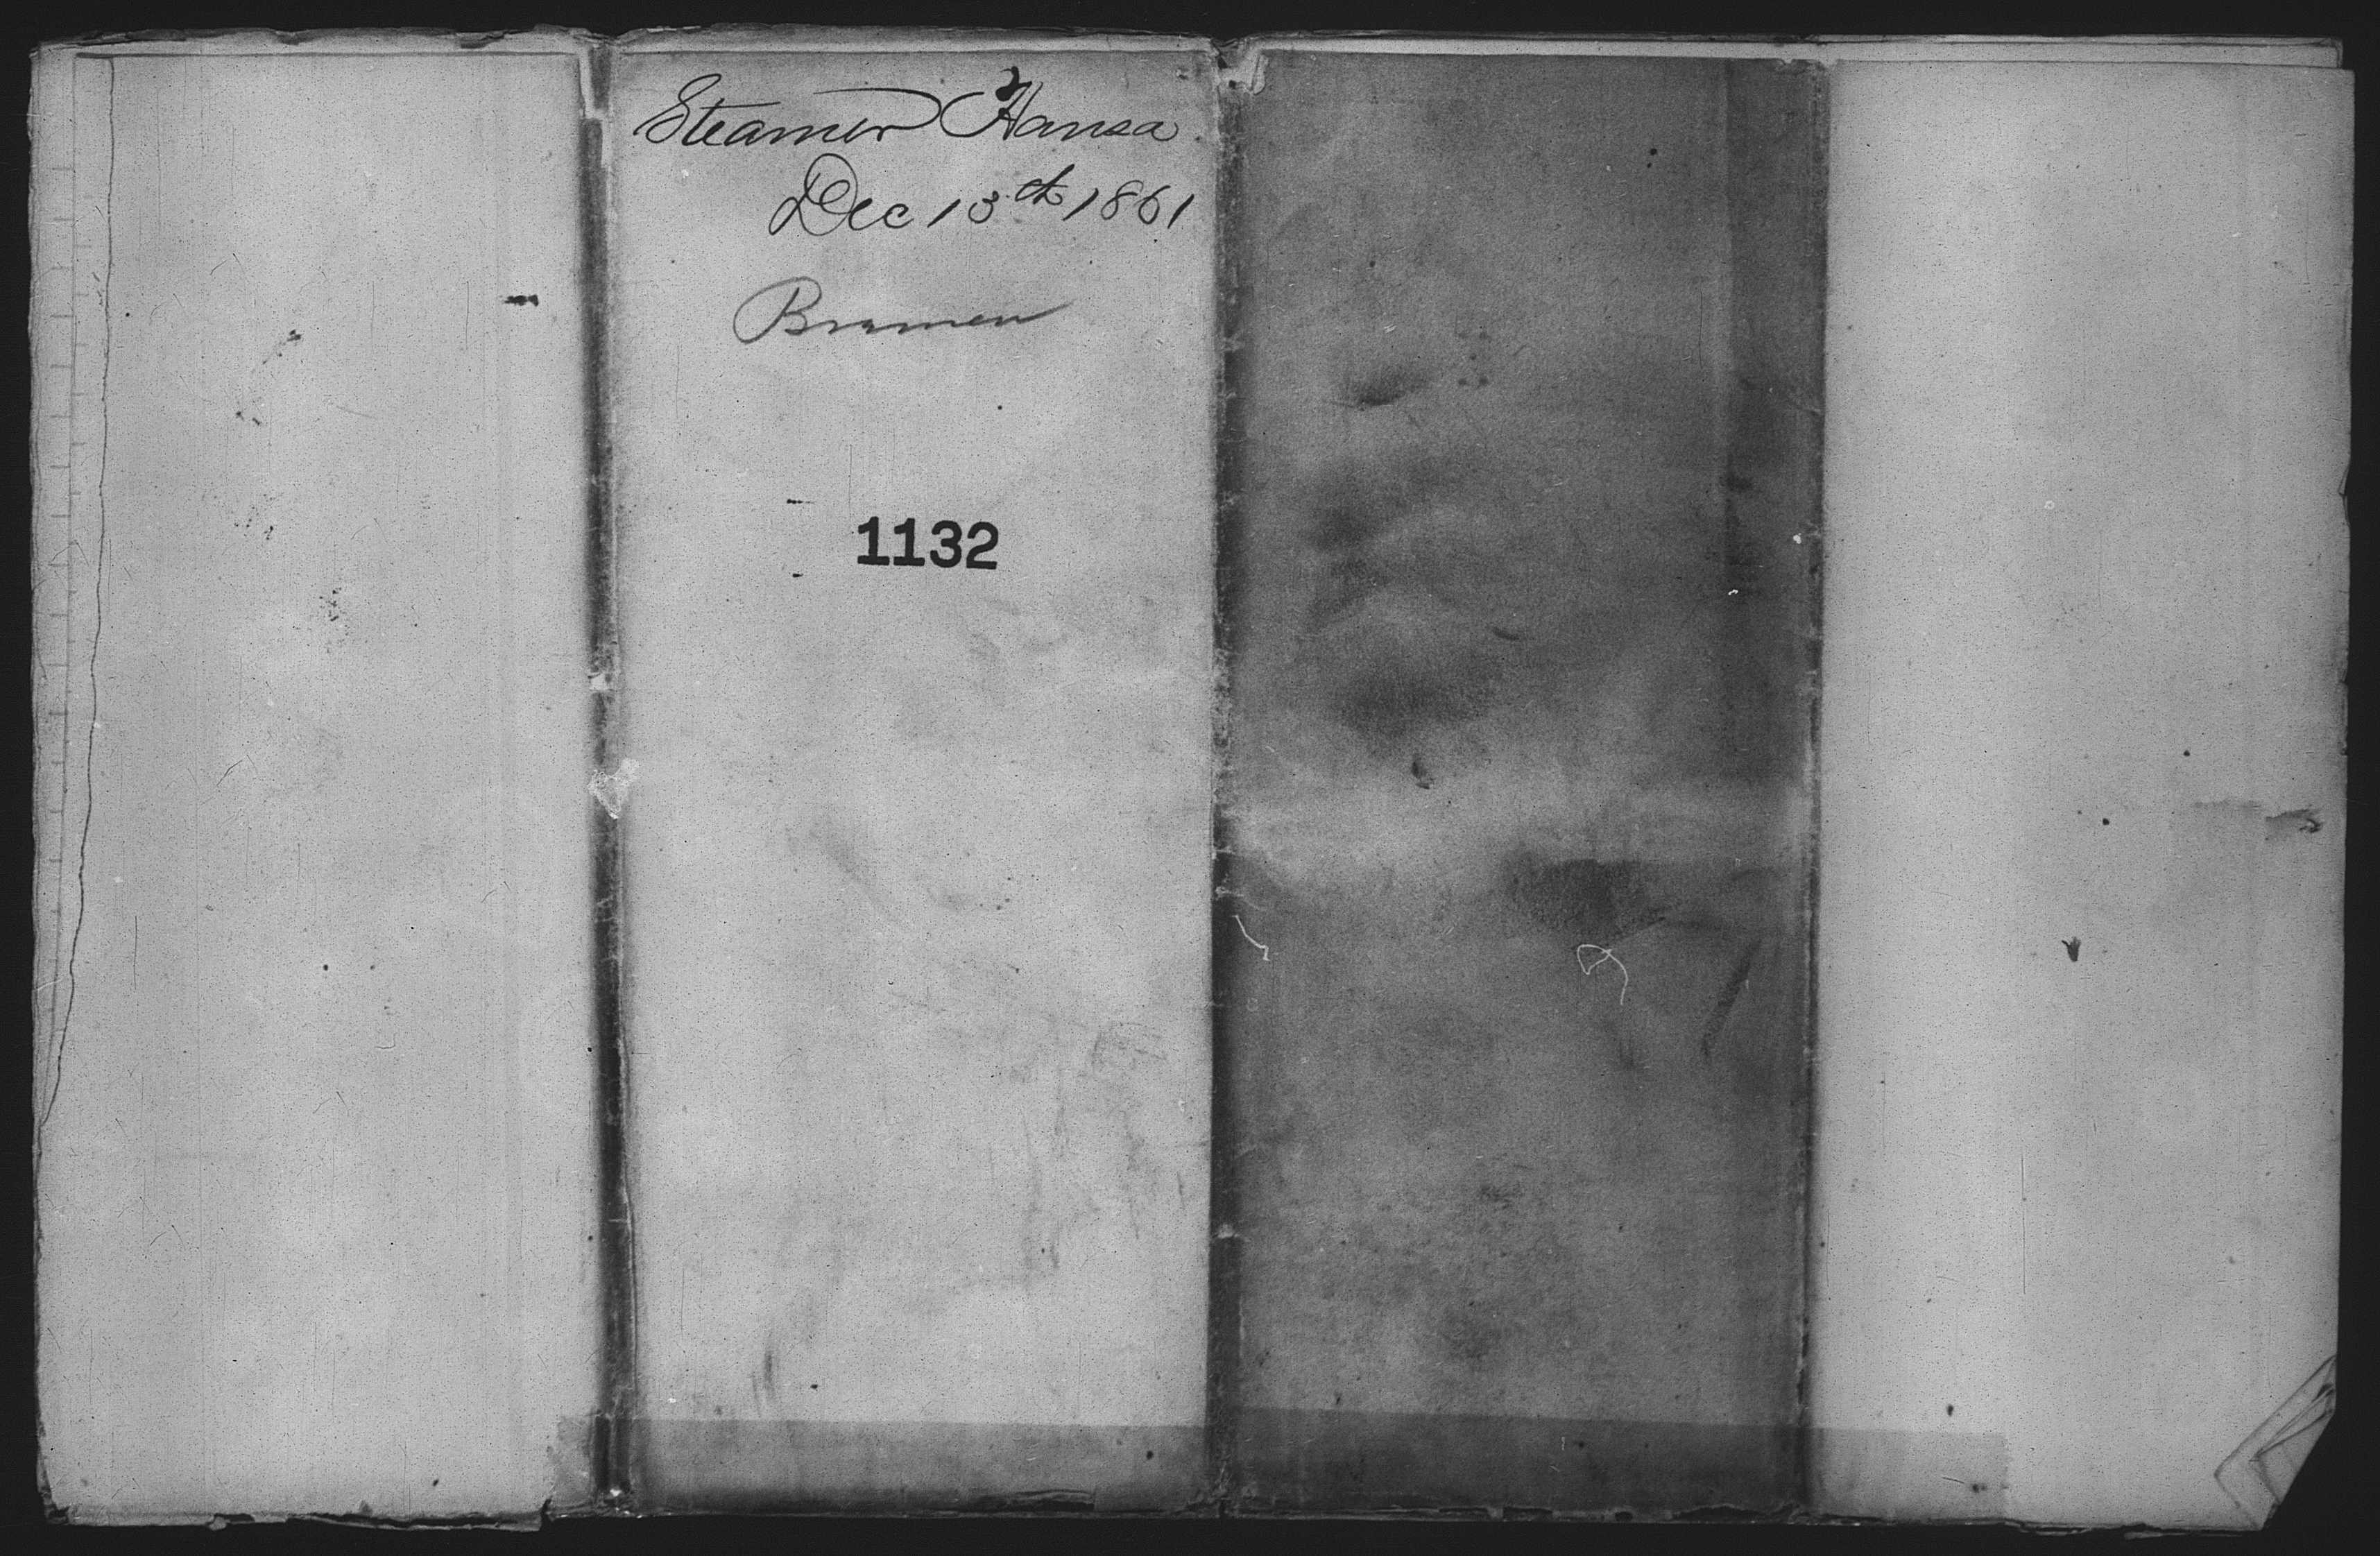 Steamer Hansa
Dec 13th 1861
Bremen
1132